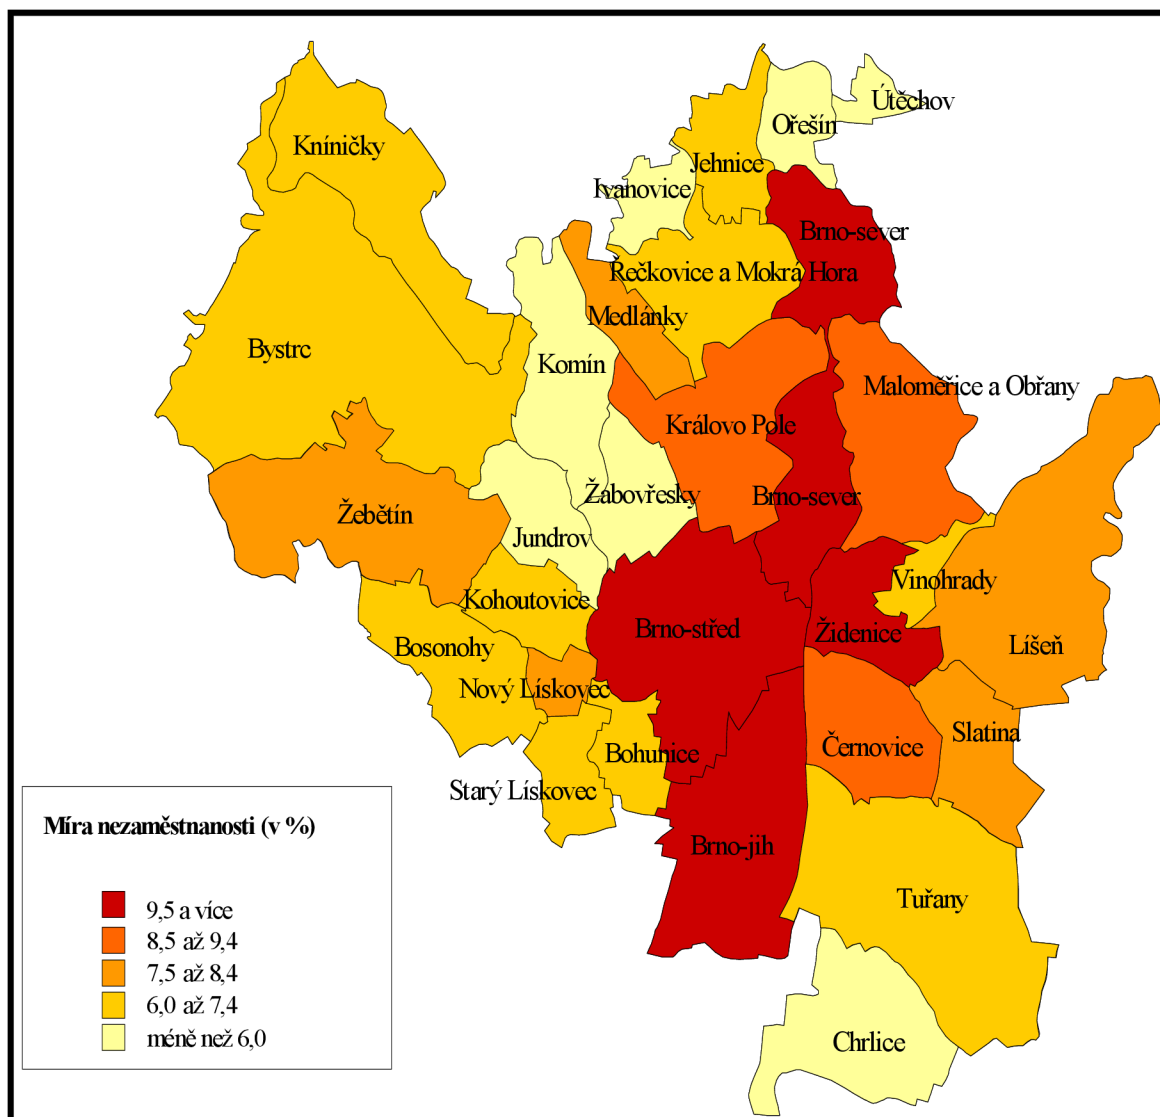 Útěchov
Ořešín
Kníničky
Jehnice
Ivanovice
Brno-sever
Řečkovice a Mokrá Hora
Medlánky
Bystrc
Komín
Maloměřice a Obřany
Královo Pole
Žabovřesky
Brno-sever
Žebětín
Jundrov
Vinohrady
Kohoutovice
Brno-střed
Židenice
Bosonohy
Líšeň
Nový Lískovec
Slatina
Černovice
Bohunice
Starý Lískovec
Brno-jih
Tuřany
Chrlice
Míra nezaměstnanosti (v %)
9,5 a více
8,5 až 9,4
7,5 až 8,4
6,0 až 7,4
méně než 6,0